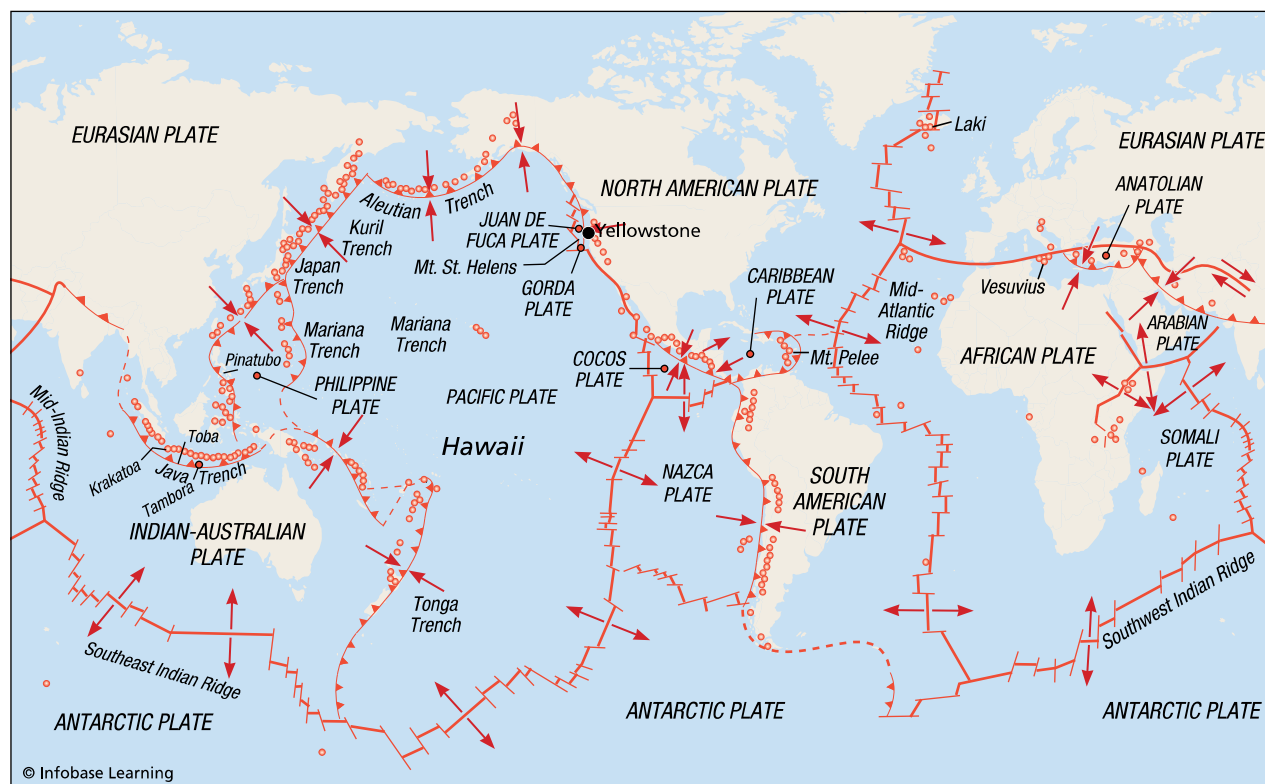 EURASIAN PLATE
Laki
EURASIAN PLATE
ANATOLIAN
PLATE
NORTH AMERICAN PLATE
Aleutian Trench
Kuril
Trench
JUAN DE
FUCA PLATE
Yellowstone
Mt. St. Helens
Japan
Trench
GORDA
PLATE
CARIBBEAN
PLATE
Mid-
Atlantic
Ridge
Vesuvius
Mariana
Trench
Mariana
Trench
ARABIAN
PLATE
Pinatubo
COCOS
PLATE
Mt. Pelee
AFRICAN PLATE
PHILIPPINE
PLATE
PACIFIC PLATE
Mid-Indian Ridge
Toba
Hawaii
SOMALI
PLATE
Krakatoa
Java Trench
Tambora
NAZCA
PLATE
SOUTH
AMERICAN
PLATE
INDIAN-AUSTRALIAN
PLATE
Tonga
Trench
Southwest Indian Ridge
Southeast Indian Ridge
ANTARCTIC PLATE
ANTARCTIC PLATE
ANTARCTIC PLATE
© Infobase Learning